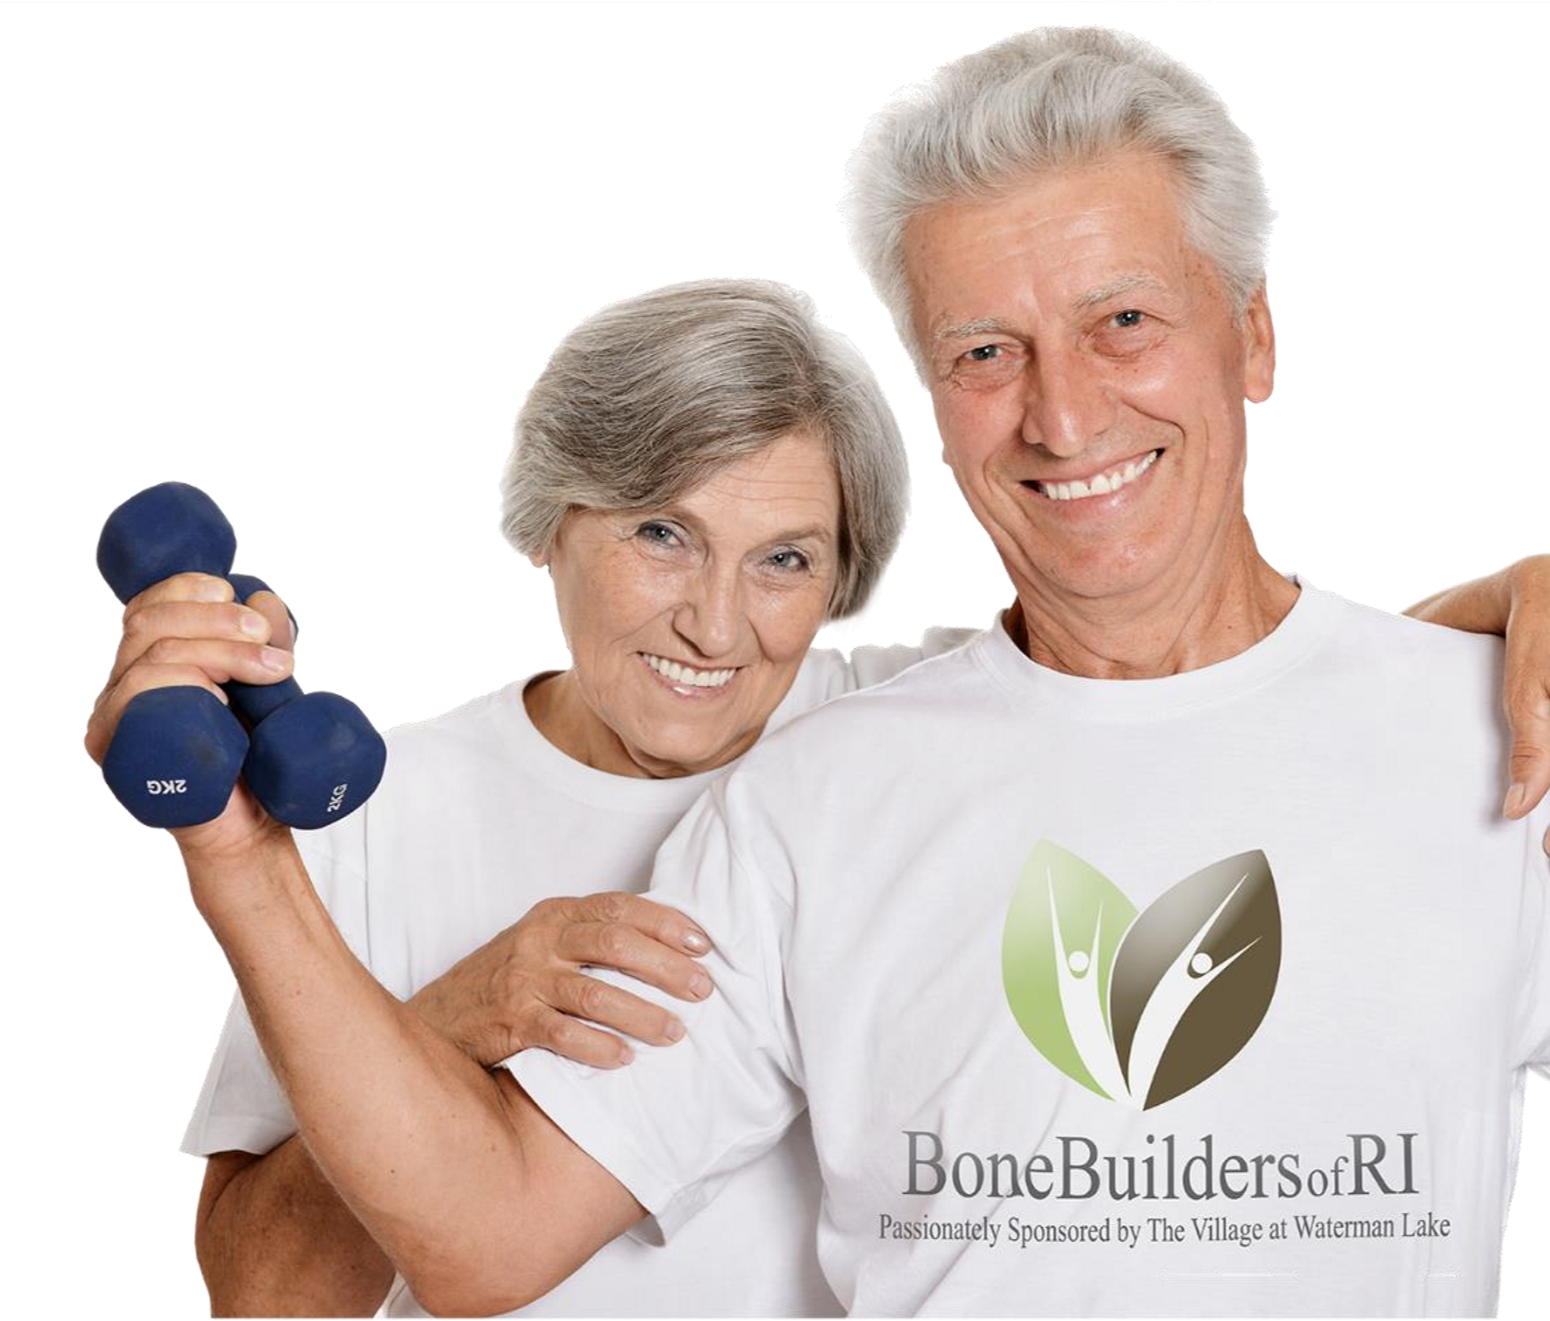 2KG
2KG
BoneBuildersofRI
Passionately Sponsored by The Village at Waterman Lake